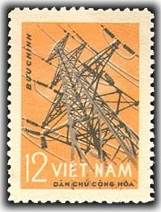 BƯU CHÍNH
12 VIỆT NAM
DÂN CHỦ CỘNG HÒA